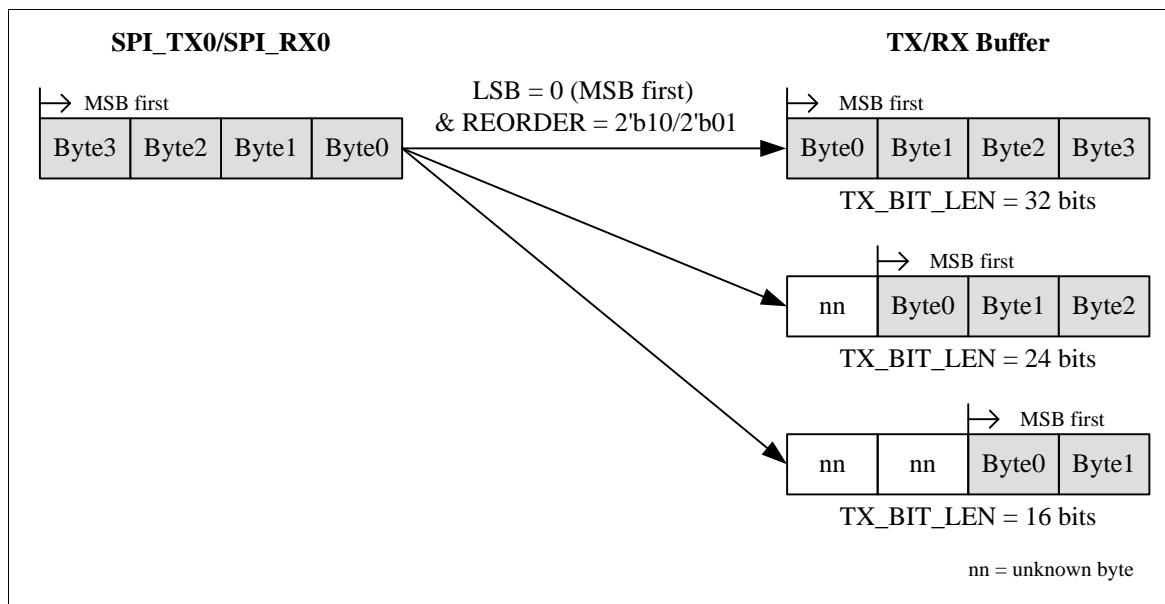 SPI_TX0/SPI_RX0
TX/RX Buffer
MSB first
LSB = 0 (MSB first)
& REORDER = 2'b10/2'b01
MSB first
Byte3 Byte2 Byte1 Byte0
Byte0 Byte1 Byte2 Byte3
TX_BIT_LEN = 32 bits
MSB first
nn Byte0 Byte1 Byte2
TX_BIT_LEN = 24 bits
MSB first
nn nn Byte0 Byte1
TX_BIT_LEN = 16 bits
nn = unknown byte